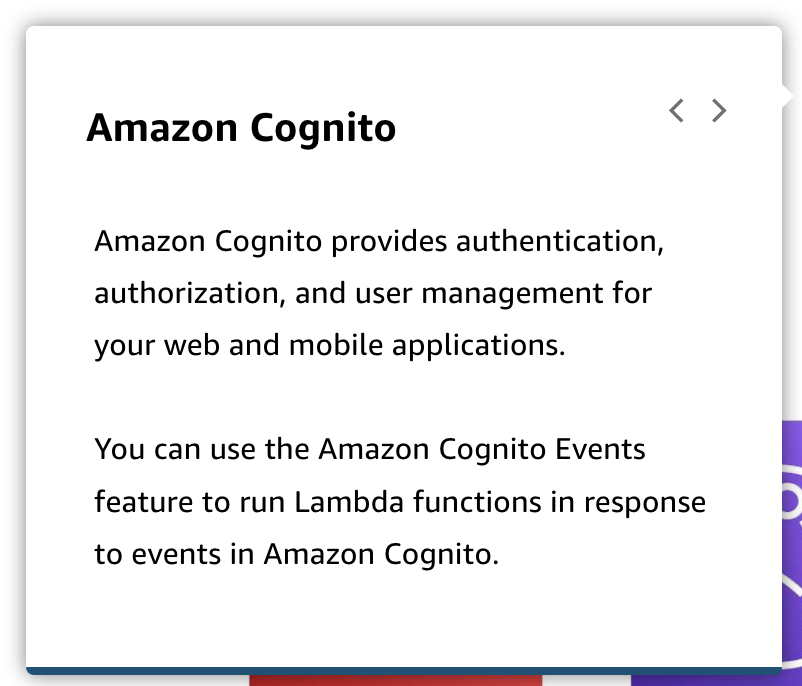 Amazon Cognito
Amazon Cognito provides authentication,
authorization, and user management for
your web and mobile applications.
You can use the Amazon Cognito Events
feature to run Lambda functions in response
to events in Amazon Cognito.